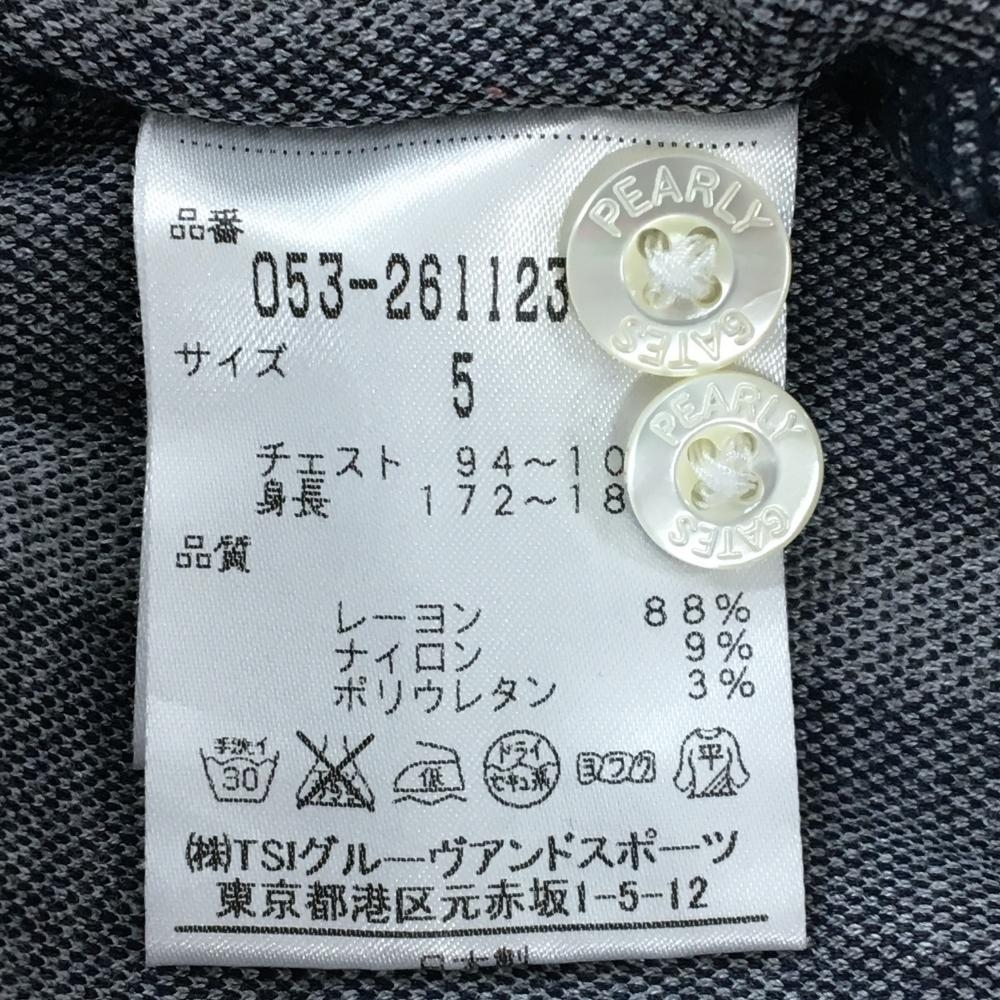 品番
053-261123
サイズ
5
チェスト 94～10
身長 172～18
品質
レーヨン 88%
ナイロン 9%
ポリウレタン 3%
手洗イ 30 低 ドライ セキユ系 ヨワク 平
㈱TSIグルーヴアンドスポーツ
東京都港区元赤坂1-5-12
PEARLY GATES
PEARLY GATES